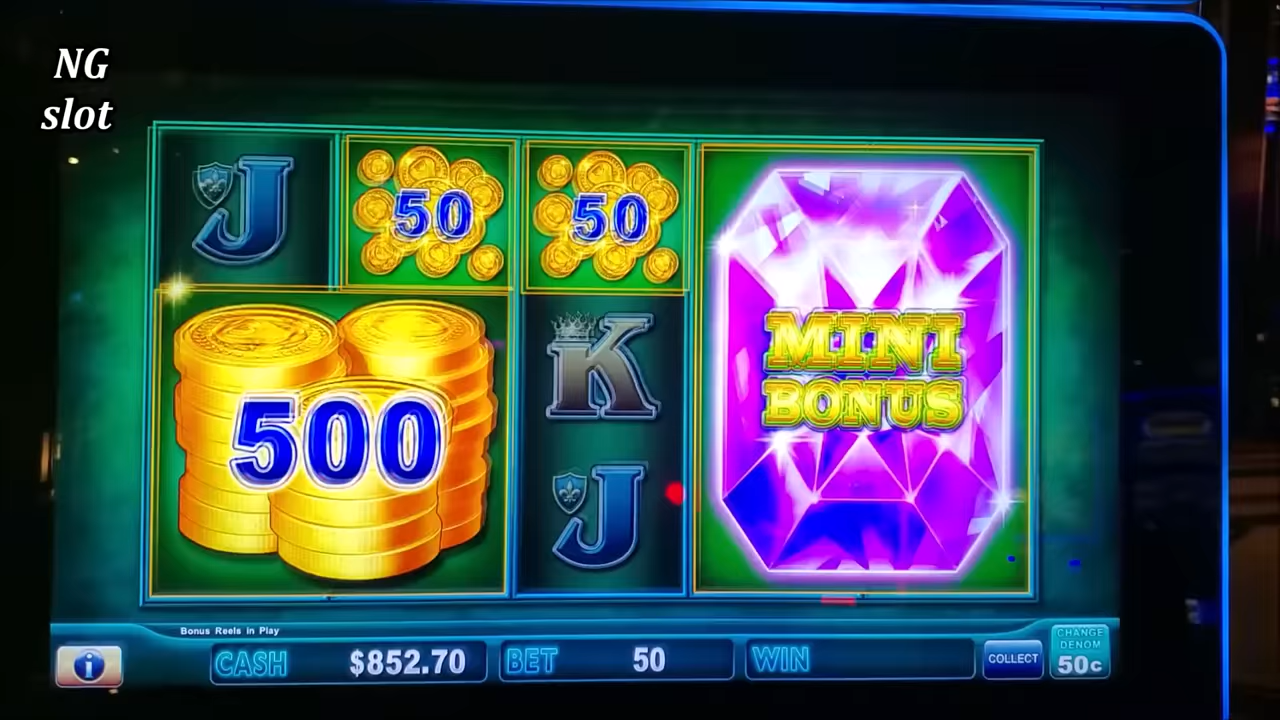 NG
slot
J
50
50
500
K
J
MINI
BONUS
Bonus Reels in Play
CASH $852.70
BET 50
WIN
COLLECT
CHANGE
DENOM
50¢
i